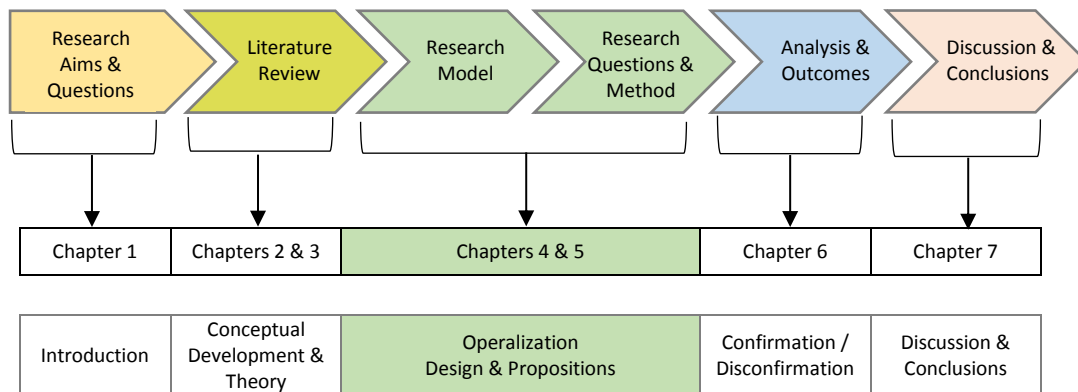 Research
Aims &
Questions
Literature
Review
Research
Model
Research
Questions &
Method
Analysis &
Outcomes
Discussion &
Conclusions
Chapter 1
Chapters 2 & 3
Chapters 4 & 5
Chapter 6
Chapter 7
Introduction
Conceptual
Development &
Theory
Operalization
Design & Propositions
Confirmation /
Disconfirmation
Discussion &
Conclusions